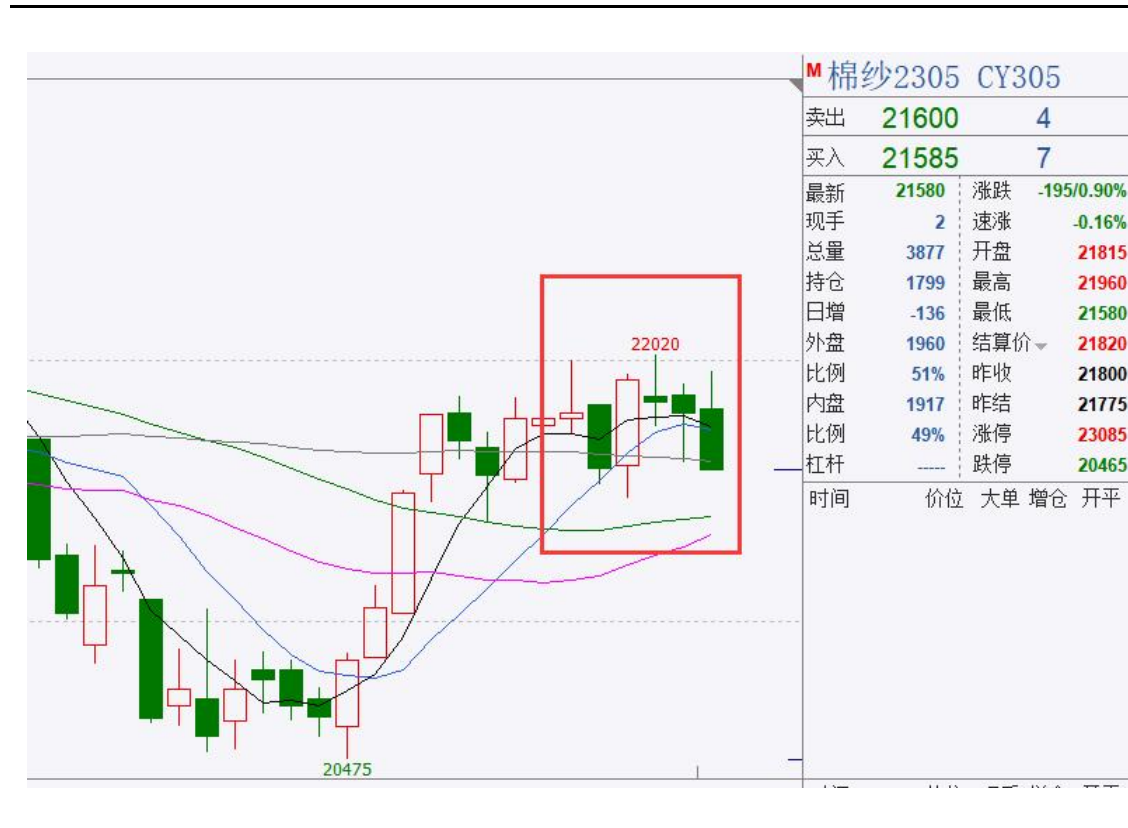 M 棉纱2305 CY305
卖出 21600 4
买入 21585 7
最新 21580 涨跌 -195/0.90%
现手 2 速涨 -0.16%
总量 3877 开盘 21815
持仓 1799 最高 21960
日增 -136 最低 21580
外盘 1960 结算价 21820
比例 51% 昨收 21800
内盘 1917 昨结 21775
比例 49% 涨停 23085
杠杆 ----- 跌停 20465
时间 价位 大单 增仓 开平
22020
20475